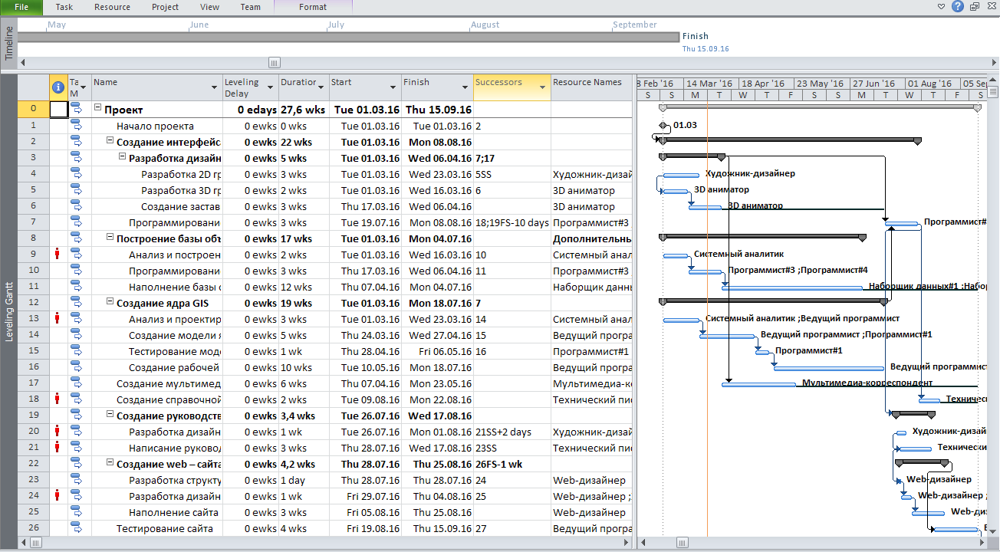 File Task Resource Project View Team Format
Timeline
May June July August September
Finish
Thu 15.09.16
Leveling Gantt
Ta M Name Leveling Delay Duration Start Finish Successors Resource Names
0 Проект 0 edays 27,6 wks Tue 01.03.16 Thu 15.09.16
1 Начало проекта 0 ewks 0 wks Tue 01.03.16 Tue 01.03.16 2
2 Создание интерфейс 0 ewks 22 wks Tue 01.03.16 Mon 08.08.16
3 Разработка дизайн 0 ewks 5 wks Tue 01.03.16 Wed 06.04.16 7;17
4 Разработка 2D гр 0 ewks 3 wks Tue 01.03.16 Wed 23.03.16 5SS Художник-дизай
5 Разработка 3D гр 0 ewks 2 wks Tue 01.03.16 Wed 16.03.16 6 3D аниматор
6 Создание застав 0 ewks 3 wks Thu 17.03.16 Wed 06.04.16 3D аниматор
7 Программировани 0 ewks 3 wks Tue 19.07.16 Mon 08.08.16 18;19FS-10 days Программист#3
8 Построение базы объ 0 ewks 17 wks Tue 01.03.16 Mon 04.07.16 Дополнительн
9 Анализ и построен 0 ewks 2 wks Tue 01.03.16 Wed 16.03.16 10 Системный анал
10 Программировани 0 ewks 3 wks Thu 17.03.16 Wed 06.04.16 11 Программист#3 ;
11 Наполнение базы 0 ewks 12 wks Thu 07.04.16 Mon 04.07.16 Наборщик данн
12 Создание ядра GIS 0 ewks 19 wks Tue 01.03.16 Mon 18.07.16 7
13 Анализ и проектир 0 ewks 3 wks Tue 01.03.16 Wed 23.03.16 14 Системный анал
14 Создание модели я 0 ewks 5 wks Thu 24.03.16 Wed 27.04.16 15 Ведущий програ
15 Тестирование мод 0 ewks 1 wk Thu 28.04.16 Fri 06.05.16 16 Программист#1
16 Создание рабочей 0 ewks 10 wks Tue 10.05.16 Mon 18.07.16 Ведущий програ
17 Создание мультимед 0 ewks 6 wks Thu 07.04.16 Mon 23.05.16 Мультимедиа-к
18 Создание справочной 0 ewks 2 wks Tue 09.08.16 Mon 22.08.16 Технический пис
19 Создание руководств 0 ewks 3,4 wks Tue 26.07.16 Wed 17.08.16
20 Разработка дизайн 0 ewks 1 wk Tue 26.07.16 Mon 01.08.16 21SS+2 days Художник-дизай
21 Написание руковод 0 ewks 3 wks Thu 28.07.16 Wed 17.08.16 23SS Технический пис
22 Создание web – сайта 0 ewks 4,2 wks Thu 28.07.16 Thu 25.08.16 26FS-1 wk
23 Разработка структу 0 ewks 1 day Thu 28.07.16 Thu 28.07.16 24 Web-дизайнер
24 Разработка дизайн 0 ewks 1 wk Fri 29.07.16 Thu 04.08.16 25 Web-дизайнер ;
25 Наполнение сайта 0 ewks 3 wks Fri 05.08.16 Thu 25.08.16 Web-дизайнер
26 Тестирование сайта 0 ewks 4 wks Fri 19.08.16 Thu 15.09.16 27 Ведущий програ
8 Feb '16 14 Mar '16 18 Apr '16 23 May '16 27 Jun '16 01 Aug '16 05 Se
S S M T W T F S S M T W T F S
01.03
Художник-дизайнер
3D аниматор
3D аниматор
Программист#
Системный аналитик
Программист#3 ;Программист#4
Наборщик данных#1 ;Набор
Системный аналитик ;Ведущий программист
Ведущий программист ;Программист#1
Программист#1
Ведущий программист
Мультимедиа-корреспондент
Техничес
Художник-дизайн
Технически
Web-дизайнер
Web-дизайнер ;
Web-диз